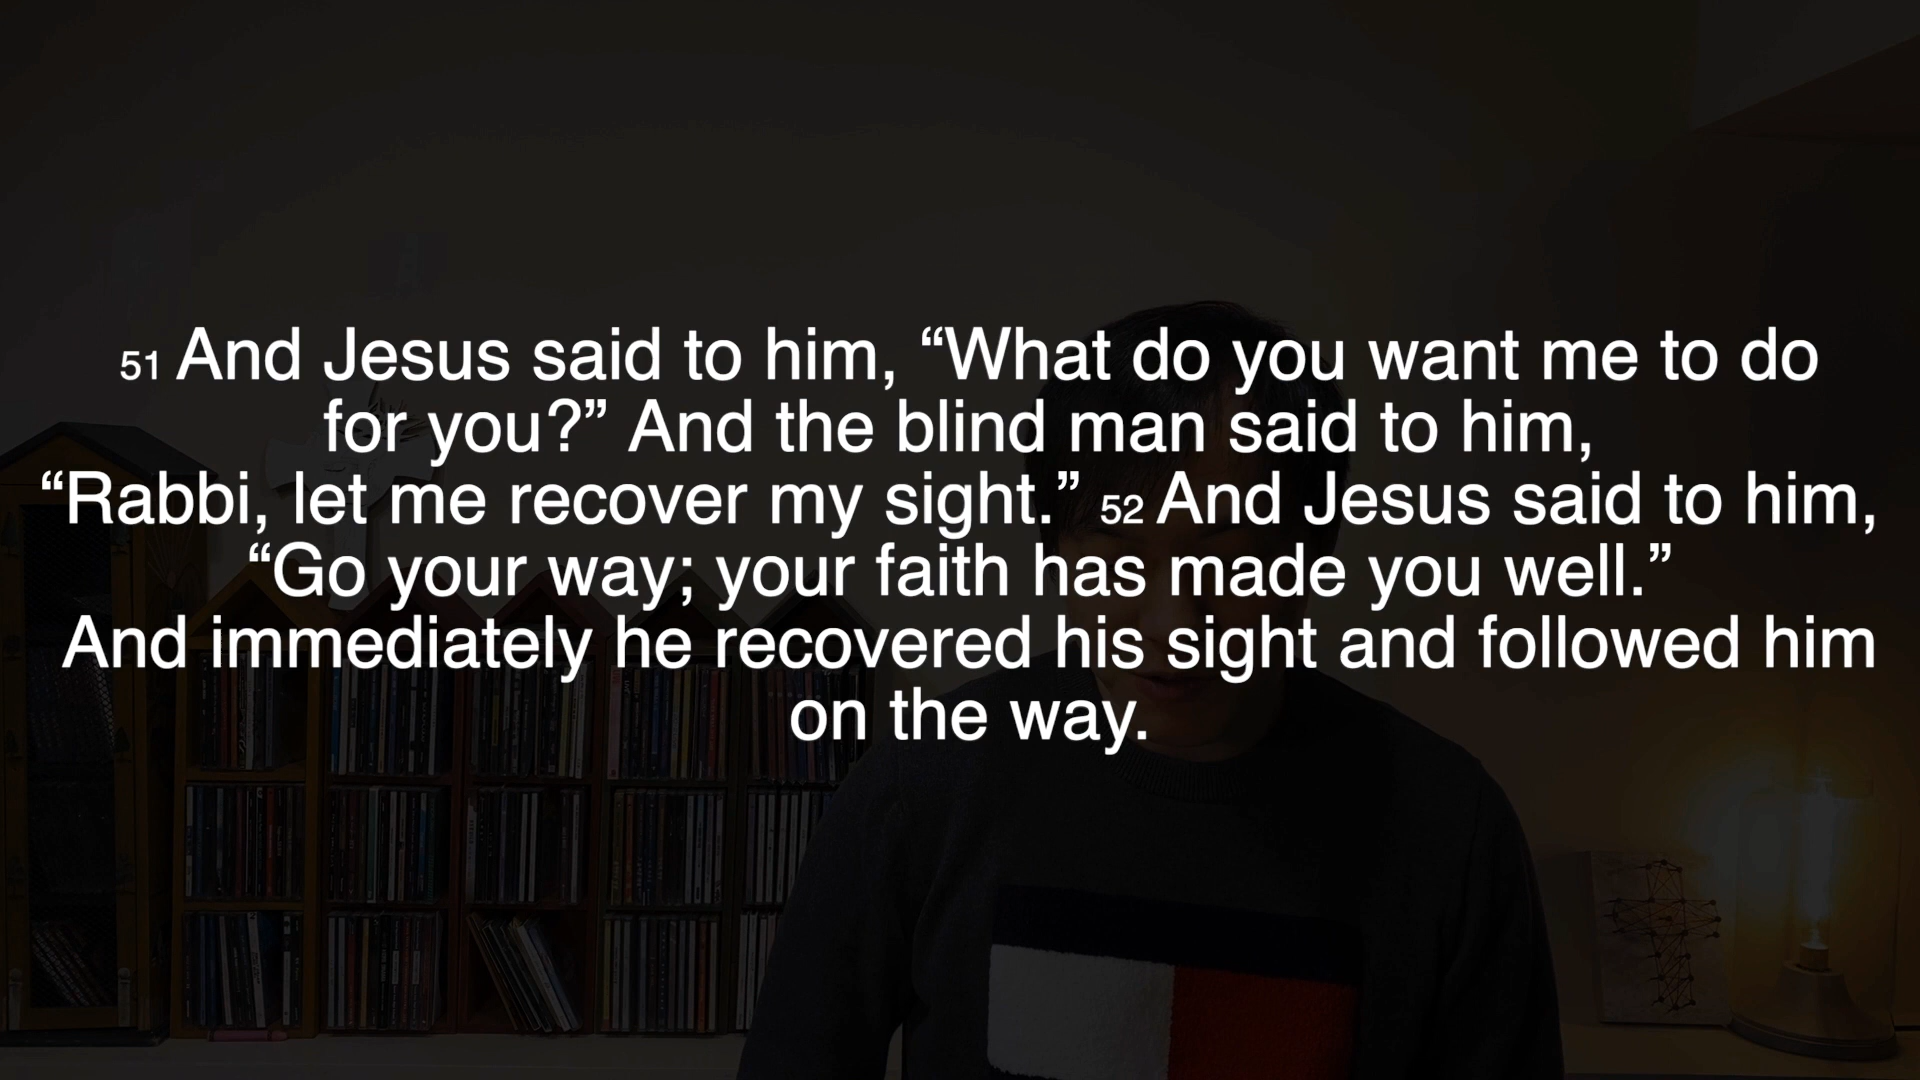 51 And Jesus said to him, “What do you want me to do
for you?” And the blind man said to him,
“Rabbi, let me recover my sight.” 52 And Jesus said to him,
“Go your way; your faith has made you well.”
And immediately he recovered his sight and followed him
on the way.